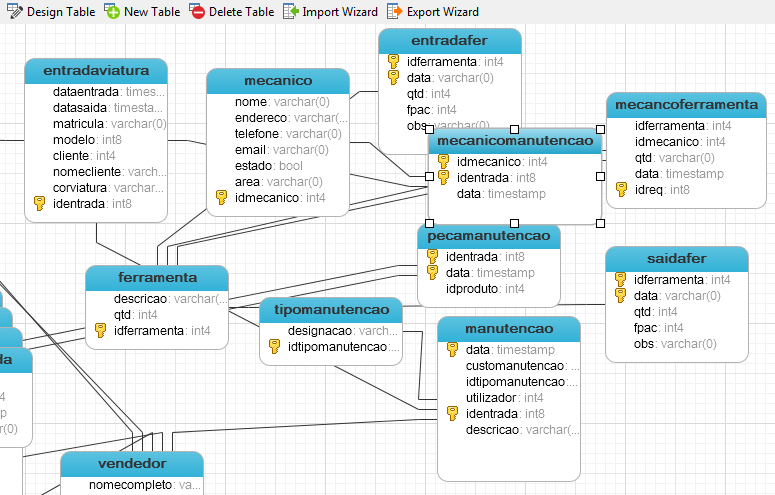 Design Table New Table Delete Table Import Wizard Export Wizard
entradaviatura
dataentrada: times...
datasaida: timesta...
matricula: varchar(0)
modelo: int8
cliente: int4
nomecliente: varch...
corviatura: varchar...
identrada: int8
mecanico
nome: varchar(0)
endereco: varchar(...
telefone: varchar(0)
email: varchar(0)
estado: bool
area: varchar(0)
idmecanico: int4
entradafer
idferramenta: int4
data: varchar(0)
qtd: int4
fpac: int4
obs: varchar(0)
mecanicomanutencao
idmecanico: int4
identrada: int8
data: timestamp
mecancoferramenta
idferramenta: int4
idmecanico: int4
qtd: varchar(0)
data: timestamp
idreq: int8
pecamanutencao
identrada: int8
data: timestamp
idproduto: int4
saidafer
idferramenta: int4
data: varchar(0)
qtd: int4
fpac: int4
obs: varchar(0)
ferramenta
descricao: varchar(...
qtd: int4
idferramenta: int4
tipomanutencao
designacao: varch...
idtipomanutencao:...
manutencao
data: timestamp
customanutencao: ...
idtipomanutencao:...
utilizador: int4
identrada: int8
descricao: varchar(...
da
4
p
r(0)
vendedor
nomecompleto: va...